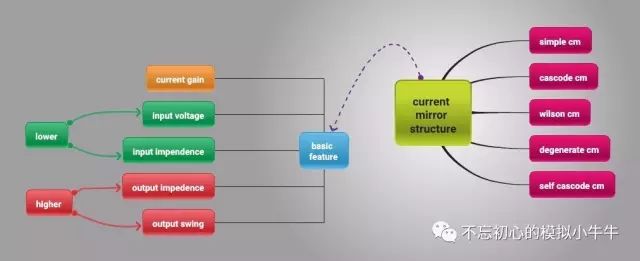 simple cm
current gain
cascode cm
input voltage
current
mirror
structure
wilson cm
lower
input impendence
basic
feature
degenerate cm
output impedence
higher
self cascode cm
output swing
不忘初心的模拟小牛牛